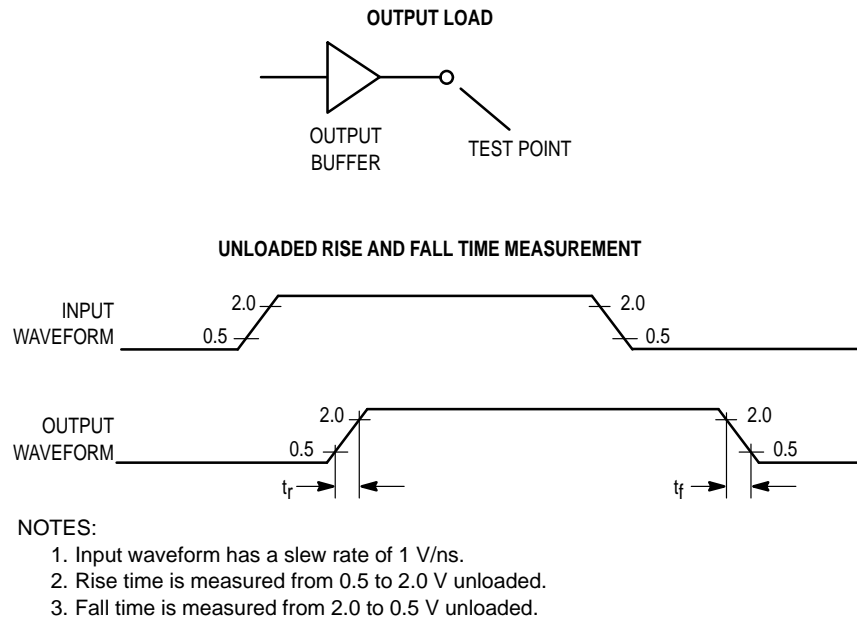 OUTPUT LOAD
OUTPUT
BUFFER
TEST POINT
UNLOADED RISE AND FALL TIME MEASUREMENT
INPUT
WAVEFORM
2.0
0.5
2.0
0.5
OUTPUT
WAVEFORM
2.0
0.5
2.0
0.5
tr
tf
NOTES:
1. Input waveform has a slew rate of 1 V/ns.
2. Rise time is measured from 0.5 to 2.0 V unloaded.
3. Fall time is measured from 2.0 to 0.5 V unloaded.